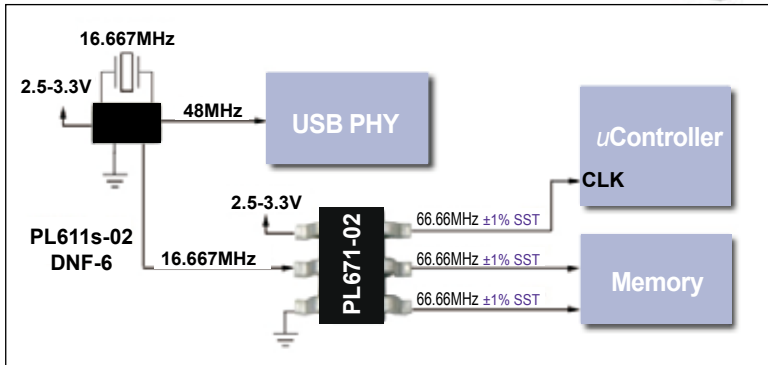 16.667MHz
2.5-3.3V
48MHz
USB PHY
uController
CLK
2.5-3.3V
66.66MHz ±1% SST
PL611s-02
DNF-6
16.667MHz
PL671-02
66.66MHz ±1% SST
Memory
66.66MHz ±1% SST